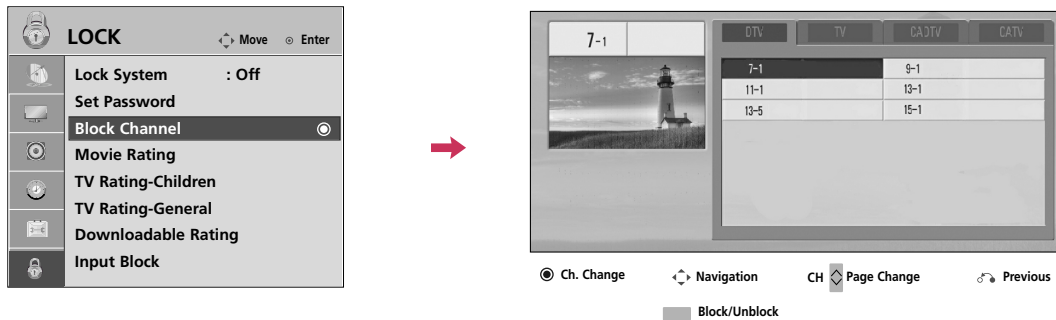 LOCK
Move
Enter
Lock System : Off
Set Password
Block Channel
Movie Rating
TV Rating-Children
TV Rating-General
Downloadable Rating
Input Block
7-1
DTV TV CADTV CATV
7-1 9-1
11-1 13-1
13-5 15-1
Ch. Change
Navigation
CH Page Change
Previous
Block/Unblock